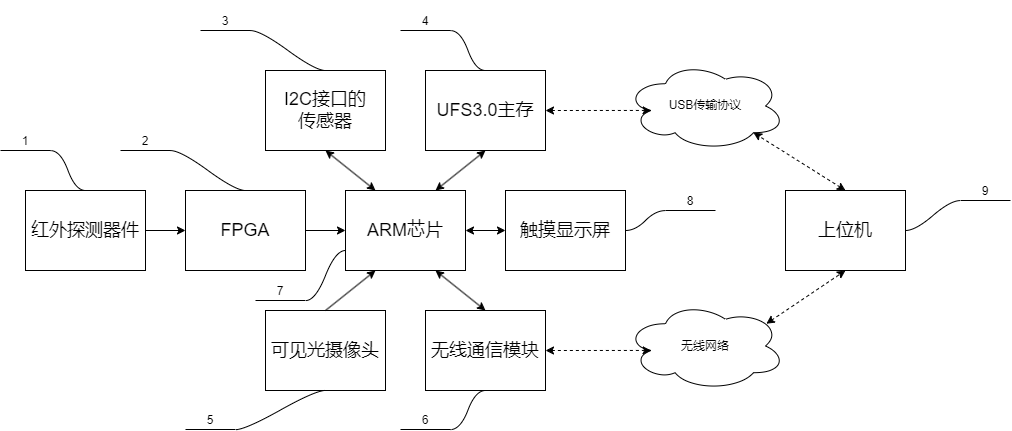 3
4
I2C接口的
传感器
UFS3.0主存
USB传输协议
1
2
9
红外探测器件
FPGA
ARM芯片
触摸显示屏
8
上位机
7
可见光摄像头
无线通信模块
无线网络
5
6